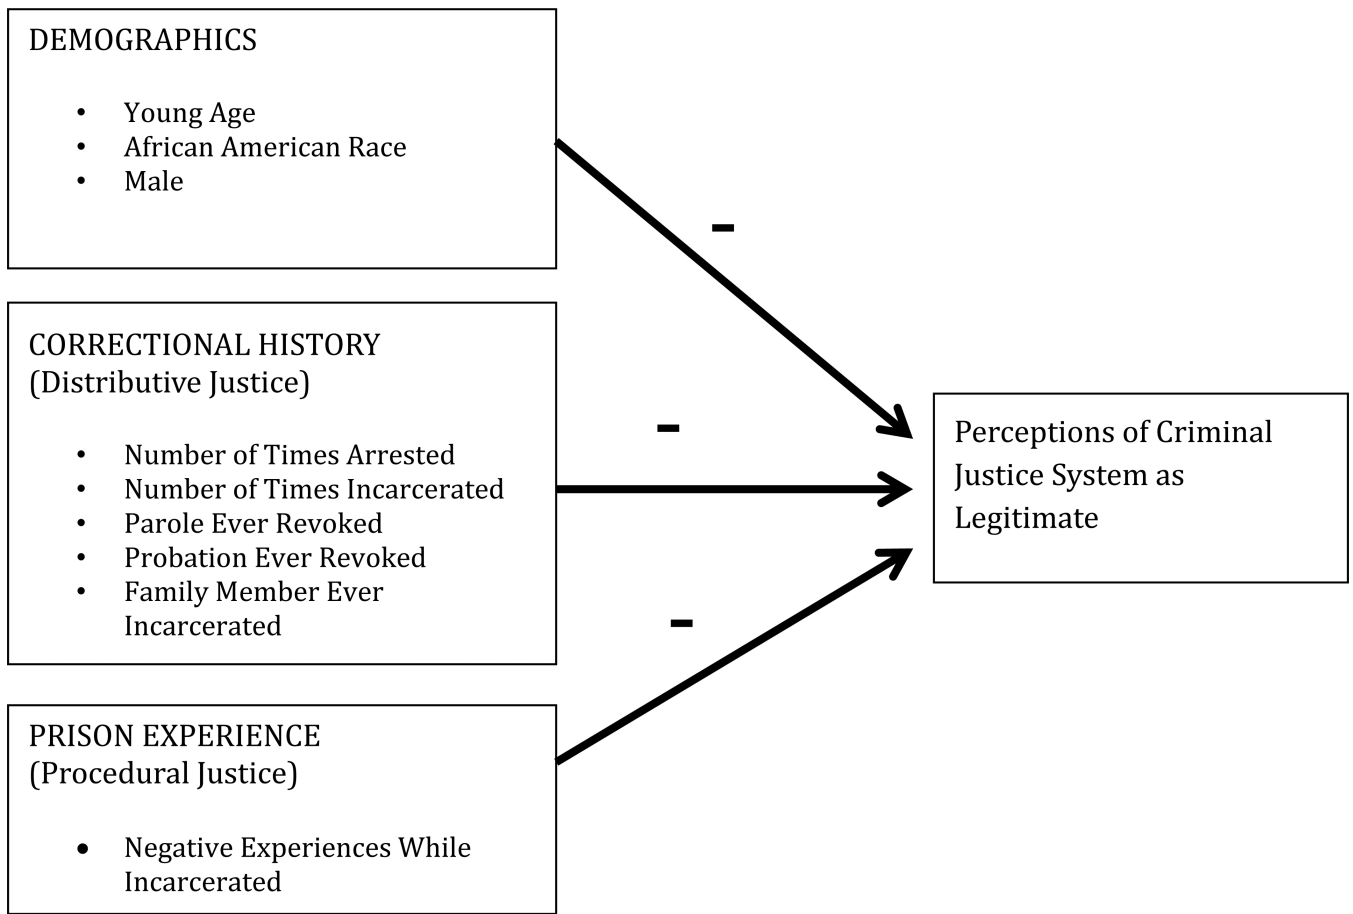 DEMOGRAPHICS
• Young Age
• African American Race
• Male
-
CORRECTIONAL HISTORY
(Distributive Justice)
• Number of Times Arrested
• Number of Times Incarcerated
• Parole Ever Revoked
• Probation Ever Revoked
• Family Member Ever
Incarcerated
-
PRISON EXPERIENCE
(Procedural Justice)
• Negative Experiences While
Incarcerated
-
Perceptions of Criminal
Justice System as
Legitimate